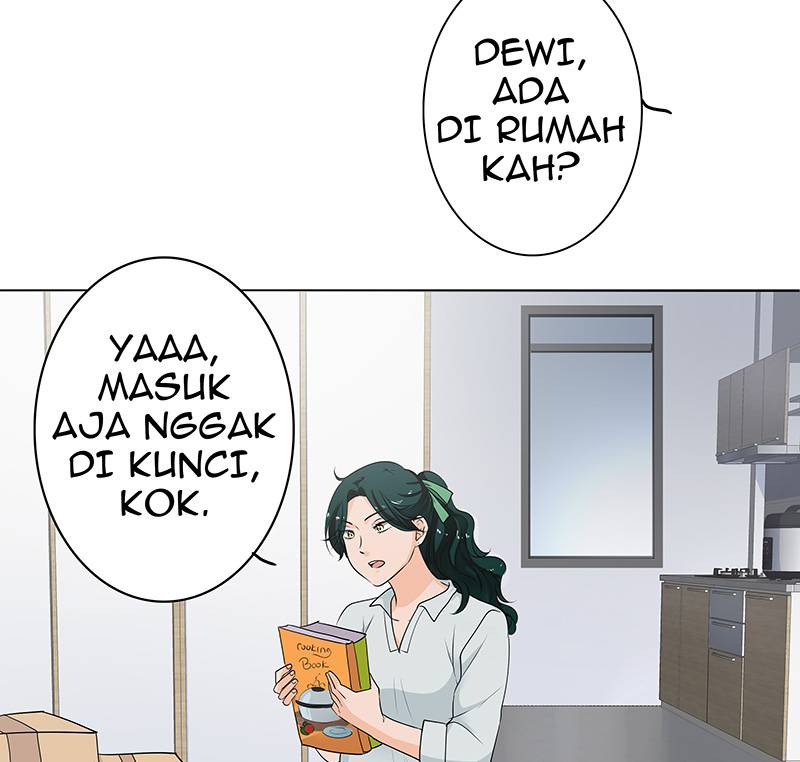 DEWI,
ADA
DI RUMAH
KAH?
YAAA,
MASUK
AJA NGGAK
DI KUNCI,
KOK.
cooking
Book